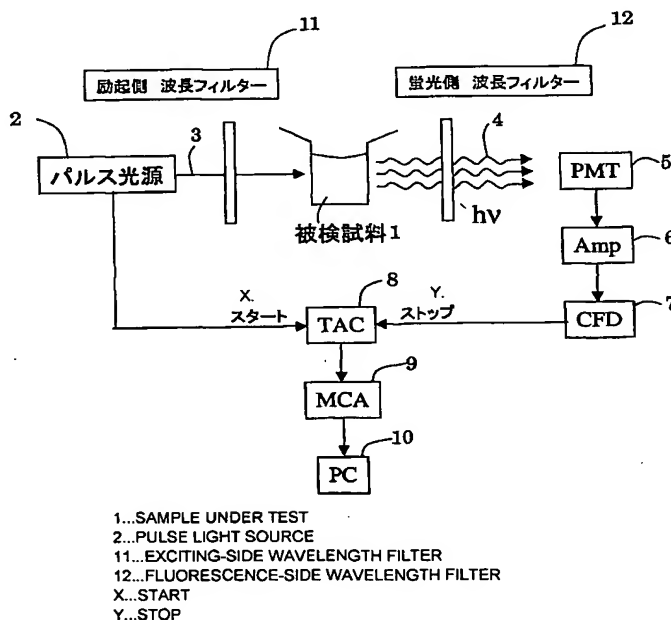 11
励起側 波長フィルター
12
蛍光側 波長フィルター
2
3
4
パルス光源
被検試料1
hν
PMT
5
Amp
6
CFD
7
X.
スタート
8
TAC
Y.
ストップ
9
MCA
10
PC
1...SAMPLE UNDER TEST
2...PULSE LIGHT SOURCE
11...EXCITING-SIDE WAVELENGTH FILTER
12...FLUORESCENCE-SIDE WAVELENGTH FILTER
X...START
Y...STOP